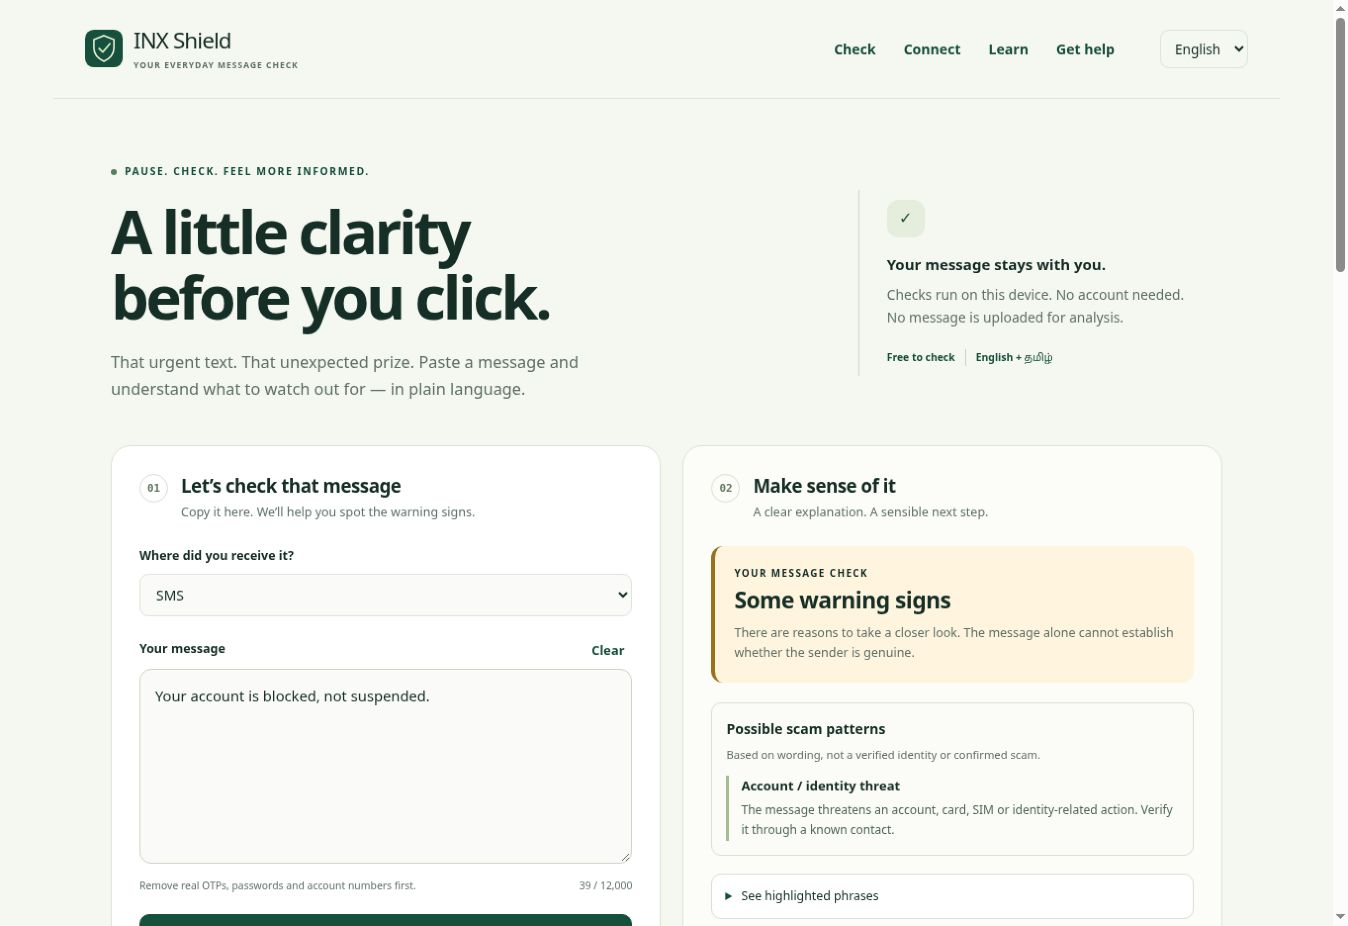 INX Shield
YOUR EVERYDAY MESSAGE CHECK
Check
Connect
Learn
Get help
English
PAUSE. CHECK. FEEL MORE INFORMED.
A little clarity
before you click.
That urgent text. That unexpected prize. Paste a message and
understand what to watch out for — in plain language.
✓
Your message stays with you.
Checks run on this device. No account needed.
No message is uploaded for analysis.
Free to check
English + தமிழ்
01
Let’s check that message
Copy it here. We’ll help you spot the warning signs.
Where did you receive it?
SMS
Your message
Clear
Your account is blocked, not suspended.
Remove real OTPs, passwords and account numbers first.
39 / 12,000
02
Make sense of it
A clear explanation. A sensible next step.
YOUR MESSAGE CHECK
Some warning signs
There are reasons to take a closer look. The message alone cannot establish
whether the sender is genuine.
Possible scam patterns
Based on wording, not a verified identity or confirmed scam.
Account / identity threat
The message threatens an account, card, SIM or identity-related action. Verify
it through a known contact.
See highlighted phrases